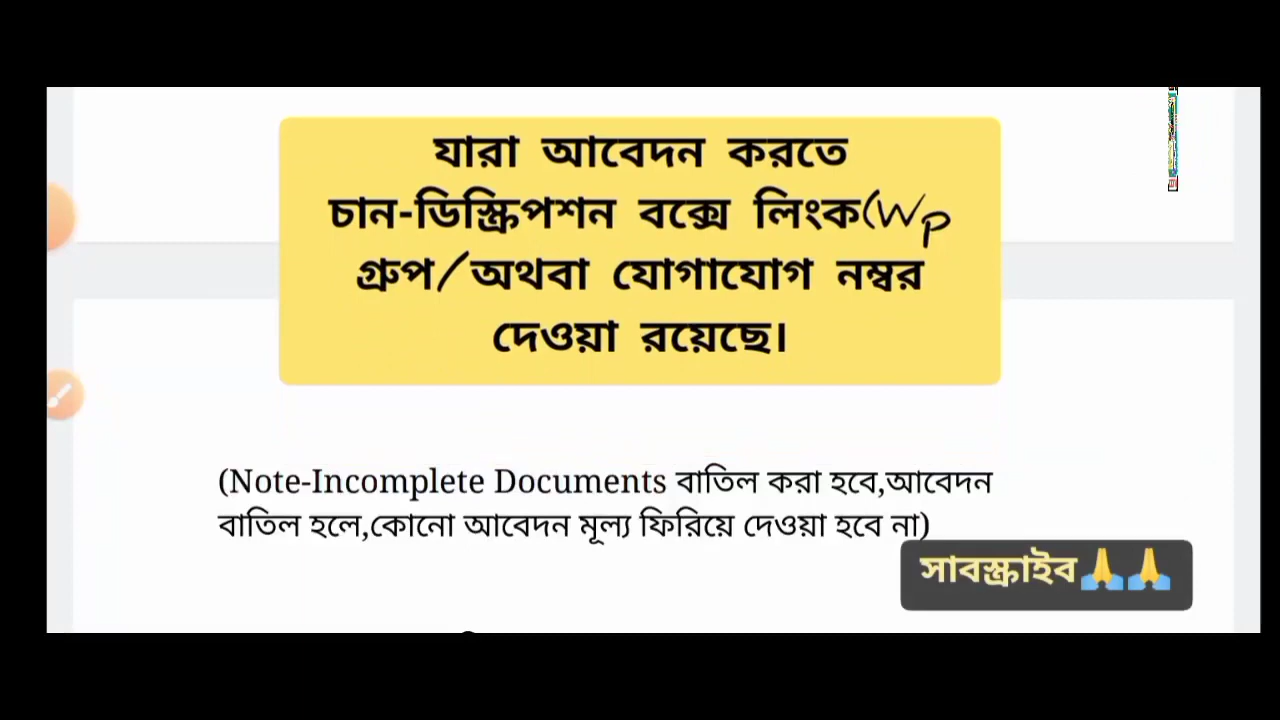 যারা আবেদন করতে
চান-ডিস্ক্রিপশন বক্সে লিংক(Wp
গ্রুপ/অথবা যোগাযোগ নম্বর
দেওয়া রয়েছে।
(Note-Incomplete Documents বাতিল করা হবে,আবেদন
বাতিল হলে,কোনো আবেদন মূল্য ফিরিয়ে দেওয়া হবে না)
সাবস্ক্রাইব🙏🙏